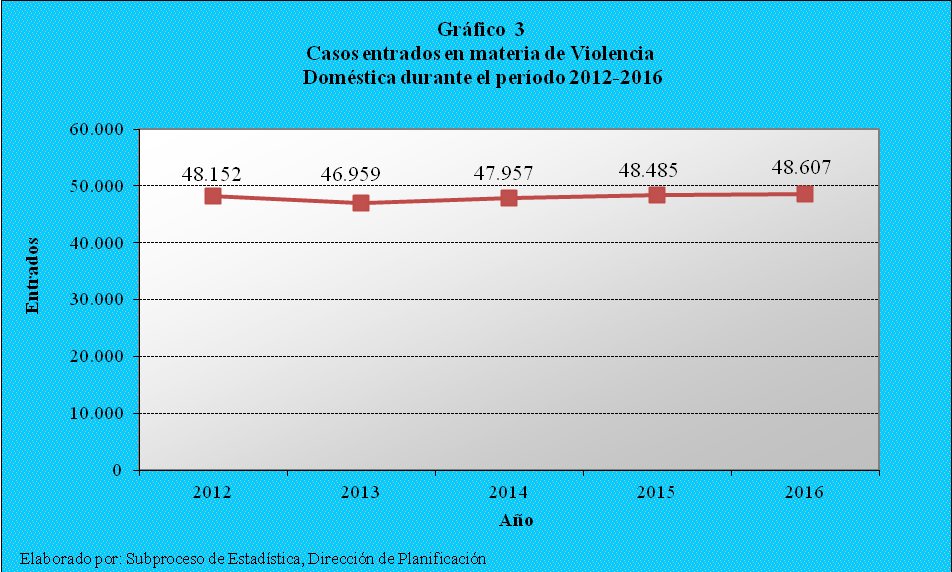 Gráfico 3
Casos entrados en materia de Violencia
Doméstica durante el período 2012-2016
60.000
50.000
40.000
30.000
20.000
10.000
0
Entrados
48.152 46.959 47.957 48.485 48.607
2012 2013 2014 2015 2016
Año
Elaborado por: Subproceso de Estadística, Dirección de Planificación